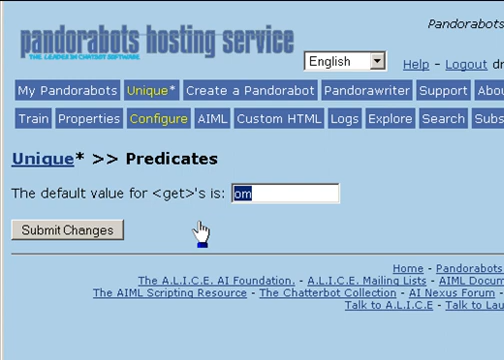 Pandorabots
pandorabots hosting service
THE LEADER IN CHATBOT SOFTWARE
English
Help - Logout dr
My Pandorabots Unique* Create a Pandorabot Pandorawriter Support Abou
Train Properties Configure AIML Custom HTML Logs Explore Search Subs
Unique* >> Predicates
The default value for <get>'s is: om
Submit Changes
Home - Pandorabots
The A.L.I.C.E. AI Foundation. - A.L.I.C.E. Mailing Lists - AIML Docum
The AIML Scripting Resource - The Chatterbot Collection - AI Nexus Forum -
Talk to A.L.I.C.E - Talk to Lau